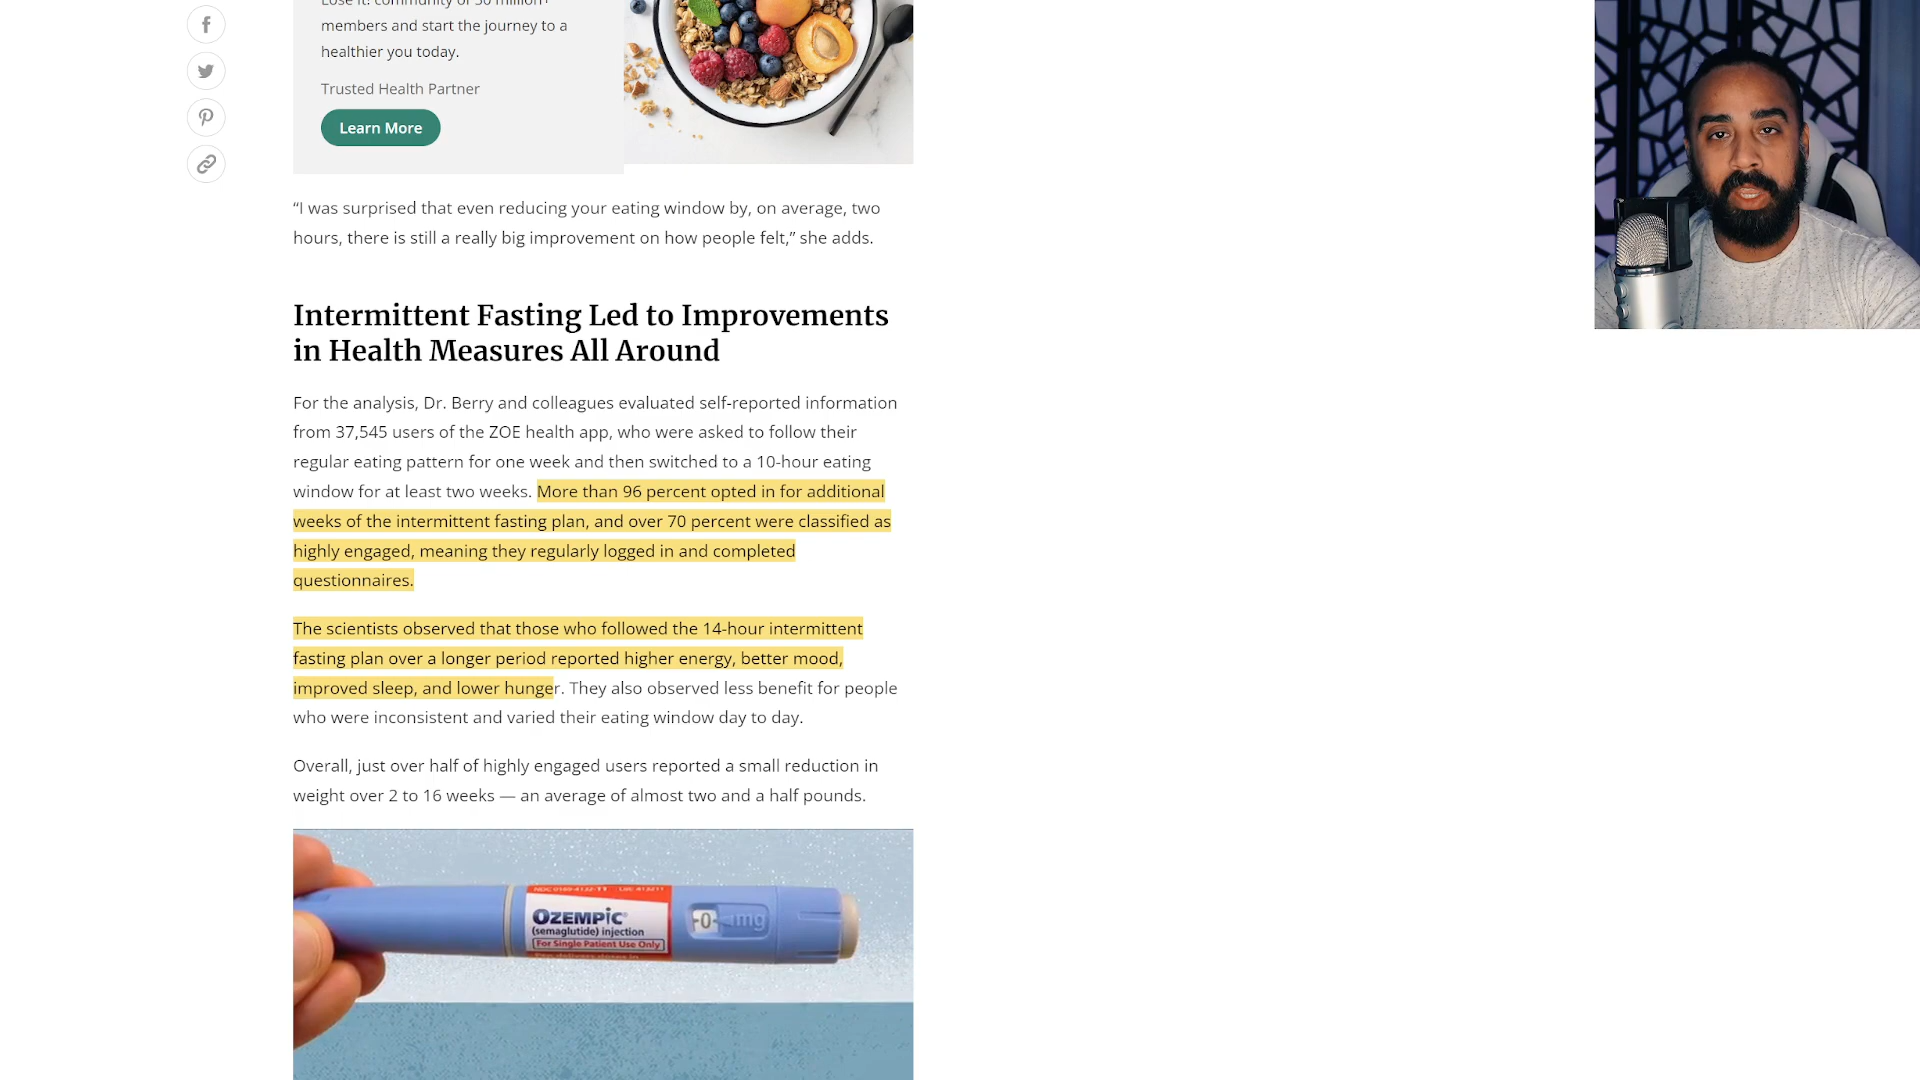 Lose it! community of 50 million+
members and start the journey to a
healthier you today.
Trusted Health Partner
Learn More
“I was surprised that even reducing your eating window by, on average, two
hours, there is still a really big improvement on how people felt,” she adds.
Intermittent Fasting Led to Improvements
in Health Measures All Around
For the analysis, Dr. Berry and colleagues evaluated self-reported information
from 37,545 users of the ZOE health app, who were asked to follow their
regular eating pattern for one week and then switched to a 10-hour eating
window for at least two weeks. More than 96 percent opted in for additional
weeks of the intermittent fasting plan, and over 70 percent were classified as
highly engaged, meaning they regularly logged in and completed
questionnaires.
The scientists observed that those who followed the 14-hour intermittent
fasting plan over a longer period reported higher energy, better mood,
improved sleep, and lower hunger. They also observed less benefit for people
who were inconsistent and varied their eating window day to day.
Overall, just over half of highly engaged users reported a small reduction in
weight over 2 to 16 weeks — an average of almost two and a half pounds.
OZEMPIC
(semaglutide) injection
For Single Patient Use Only
0 mg